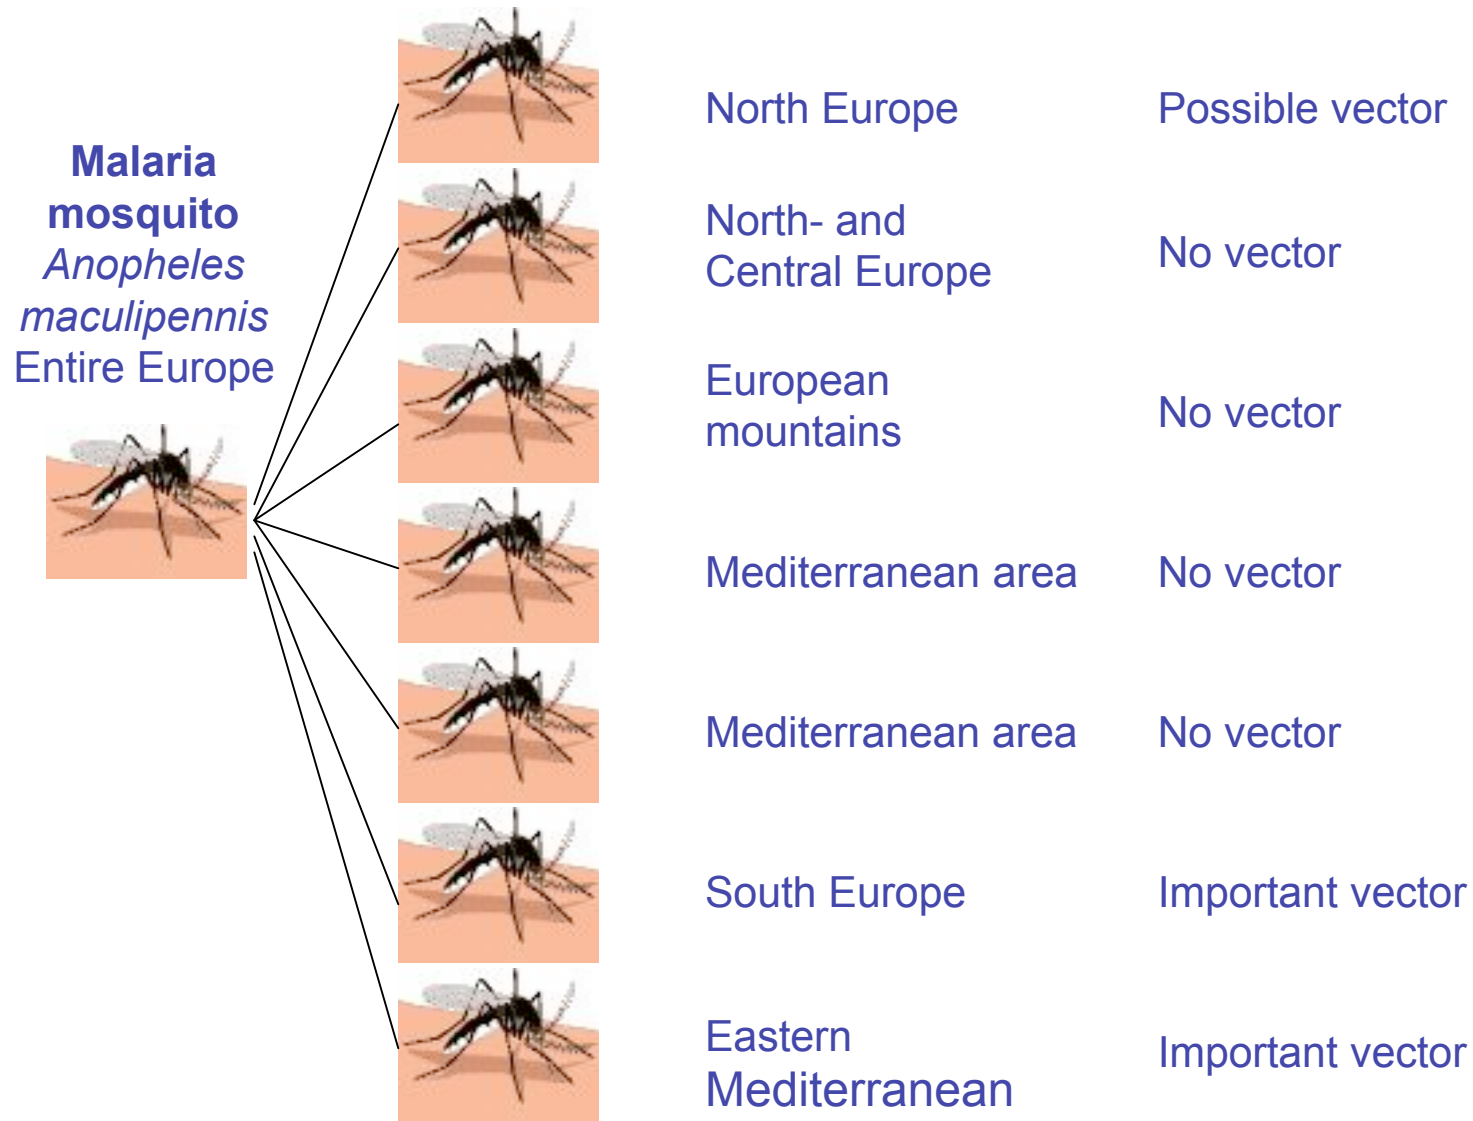 Malaria
mosquito
Anopheles
maculipennis
Entire Europe
North Europe
Possible vector
North- and
Central Europe
No vector
European
mountains
No vector
Mediterranean area
No vector
Mediterranean area
No vector
South Europe
Important vector
Eastern
Mediterranean
Important vector